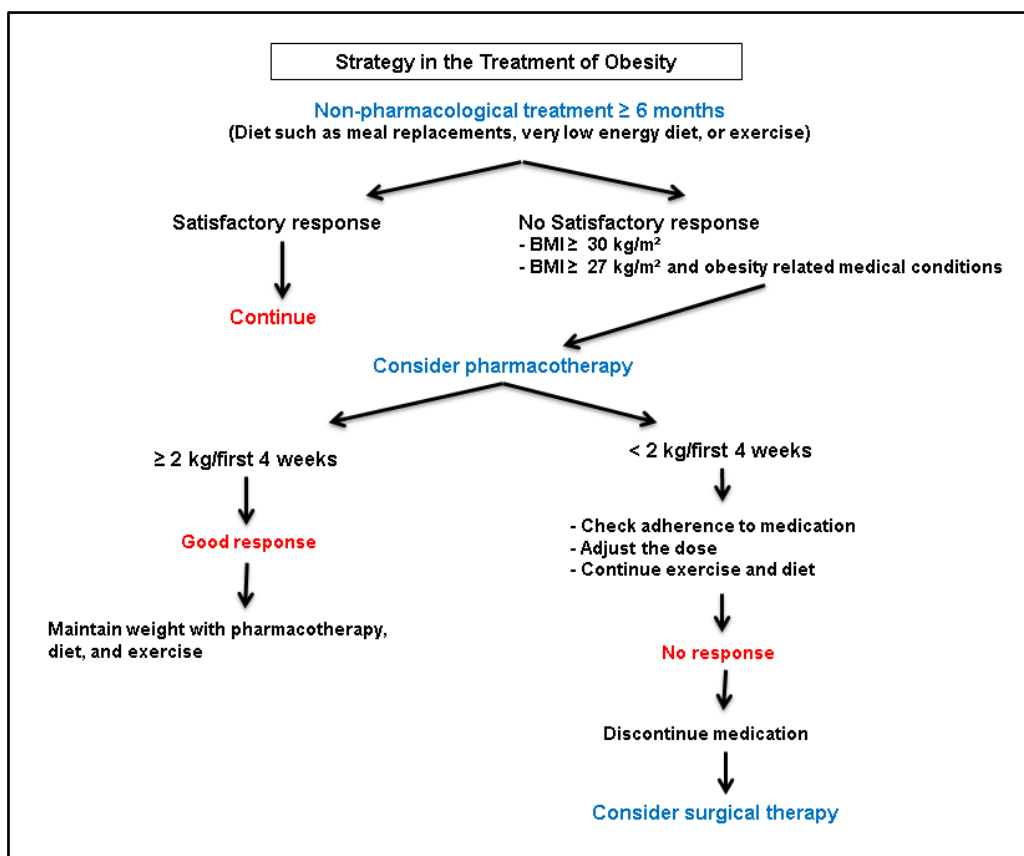 Strategy in the Treatment of Obesity
Non-pharmacological treatment ≥ 6 months
(Diet such as meal replacements, very low energy diet, or exercise)
Satisfactory response
No Satisfactory response
- BMI ≥ 30 kg/m²
- BMI ≥ 27 kg/m² and obesity related medical conditions
Continue
Consider pharmacotherapy
≥ 2 kg/first 4 weeks
< 2 kg/first 4 weeks
Good response
- Check adherence to medication
- Adjust the dose
- Continue exercise and diet
Maintain weight with pharmacotherapy,
diet, and exercise
No response
Discontinue medication
Consider surgical therapy